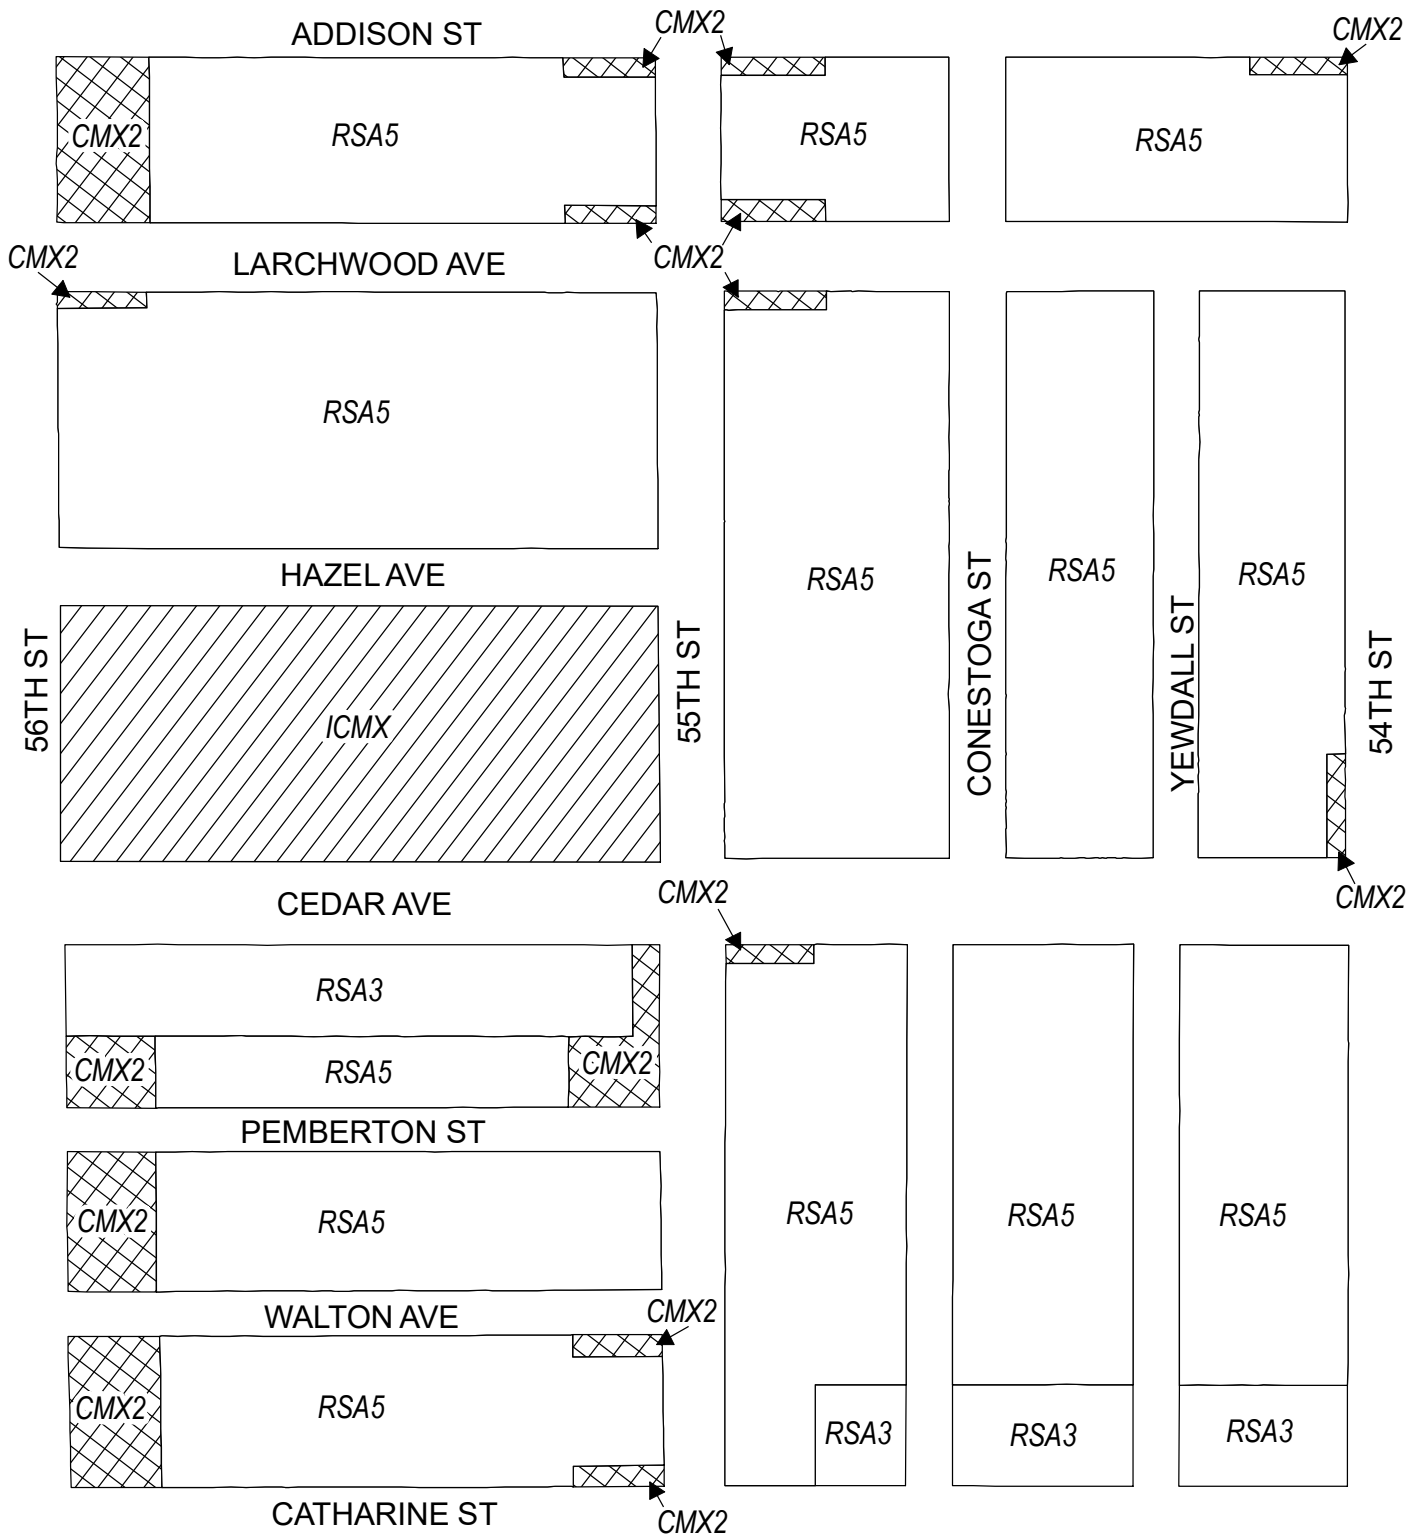 ADDISON ST
CMX2
CMX2
CMX2
RSA5
RSA5
RSA5
CMX2
LARCHWOOD AVE
CMX2
RSA5
HAZEL AVE
RSA5
RSA5
RSA5
56TH ST
ICMX
55TH ST
CONESTOGA ST
YEWDALL ST
54TH ST
CEDAR AVE
CMX2
CMX2
RSA3
CMX2
RSA5
CMX2
PEMBERTON ST
CMX2
RSA5
RSA5
RSA5
RSA5
WALTON AVE
CMX2
CMX2
RSA5
RSA3
RSA3
RSA3
CATHARINE ST
CMX2